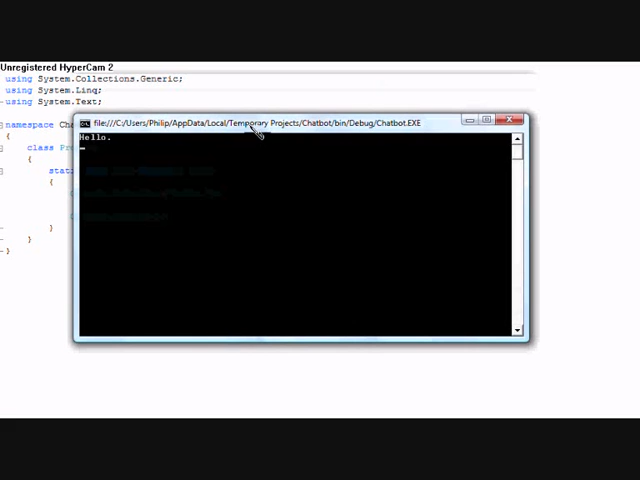 Unregistered HyperCam 2
using System.Collections.Generic;
using System.Linq;
using System.Text;
file:///C:/Users/Philip/AppData/Local/Temporary Projects/Chatbot/bin/Debug/Chatbot.EXE
Hello.
namespace
{
class
{
{
}
}
}